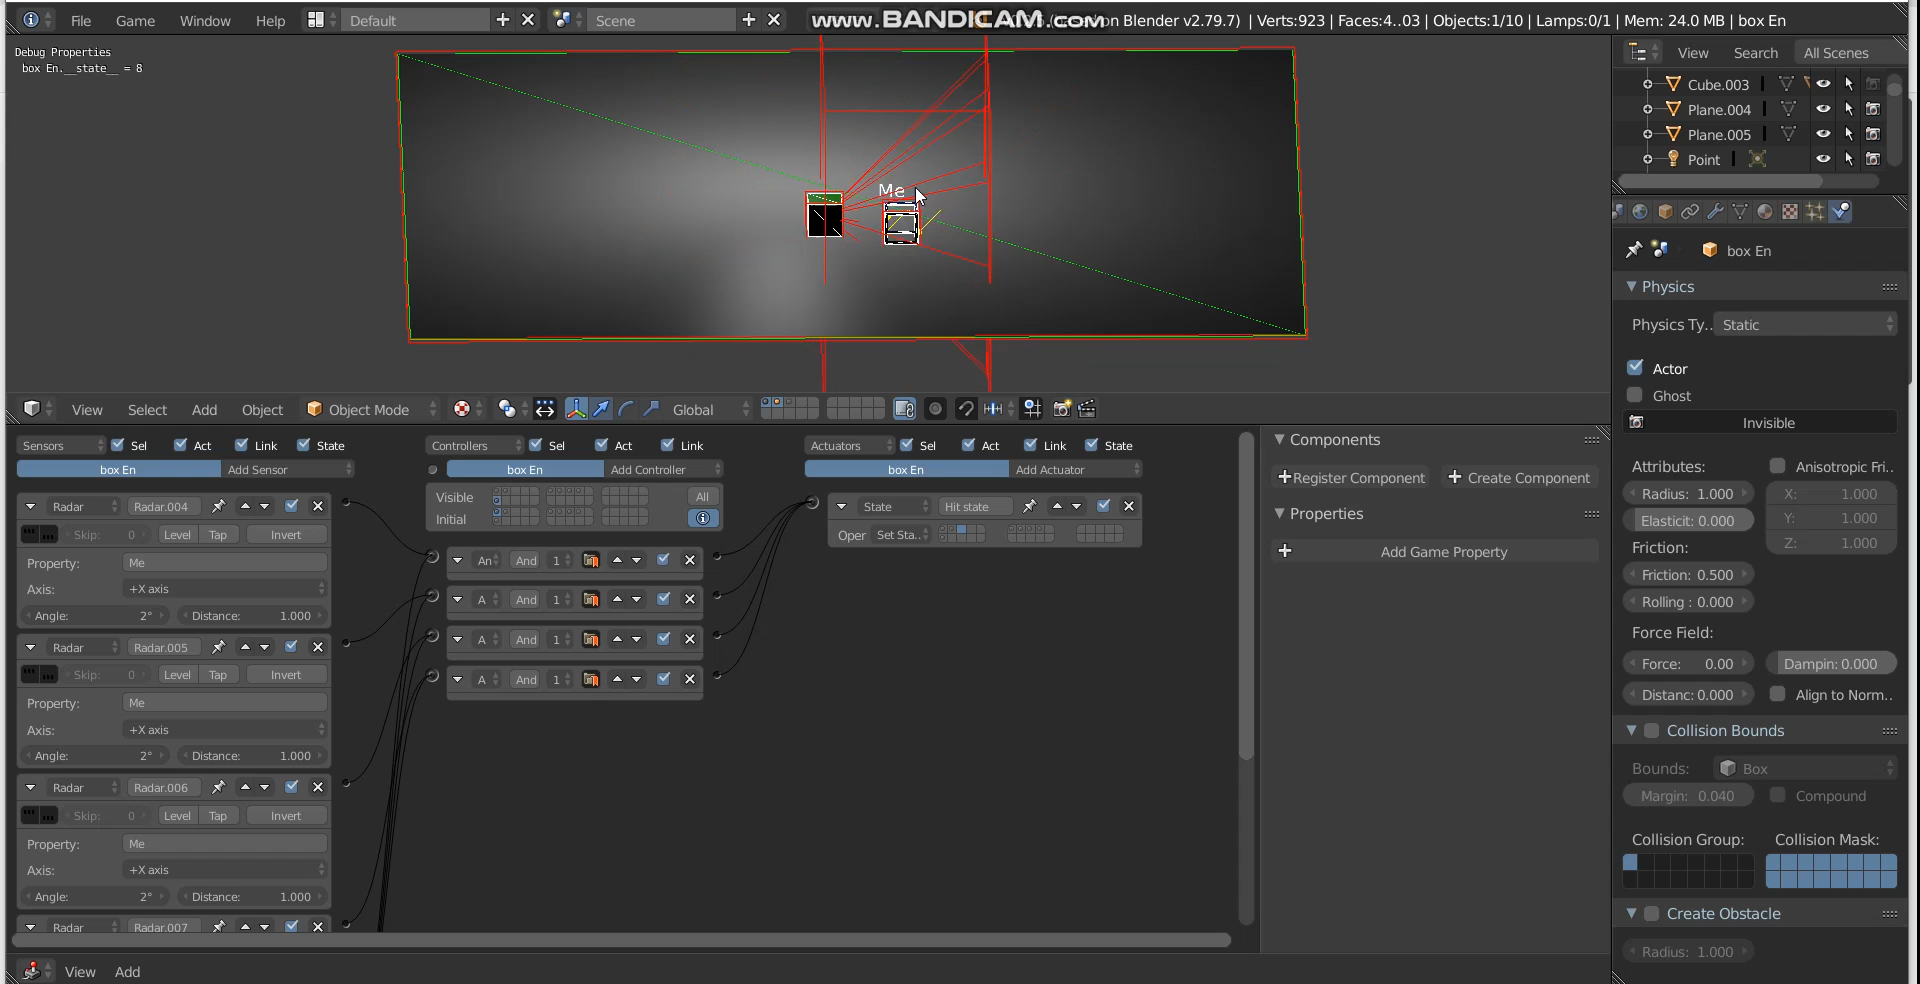 File Game Window Help Default Scene www.BANDICAM.com on Blender v2.79.7) | Verts:923 | Faces:4..03 | Objects:1/10 | Lamps:0/1 | Mem: 24.0 MB | box En
Debug Properties
box En.__state__ = 8
Me
View Search All Scenes
Cube.003
Plane.004
Plane.005
Point
box En
Physics
Physics Ty.. Static
Actor
Ghost
Invisible
Attributes: Anisotropic Fri..
Radius: 1.000 X: 1.000
Elasticit: 0.000 Y: 1.000
Friction: Z: 1.000
Friction: 0.500
Rolling : 0.000
Force Field:
Force: 0.00 Dampin: 0.000
Distanc: 0.000 Align to Norm..
Collision Bounds
Bounds: Box
Margin: 0.040 Compound
Collision Group: Collision Mask:
Create Obstacle
Radius: 1.000
View Select Add Object Object Mode Global
Sensors Sel Act Link State Controllers Sel Act Link Actuators Sel Act Link State
box En Add Sensor box En Add Controller box En Add Actuator
Visible All
Initial
Radar Radar.004
Skip: 0 Level Tap Invert
Property: Me
Axis: +X axis
Angle: 2° Distance: 1.000
Radar Radar.005
Skip: 0 Level Tap Invert
Property: Me
Axis: +X axis
Angle: 2° Distance: 1.000
Radar Radar.006
Skip: 0 Level Tap Invert
Property: Me
Axis: +X axis
Angle: 2° Distance: 1.000
Radar Radar.007
An And 1
A And 1
A And 1
A And 1
State Hit state
Oper Set Sta..
Components
Register Component Create Component
Properties
Add Game Property
View Add